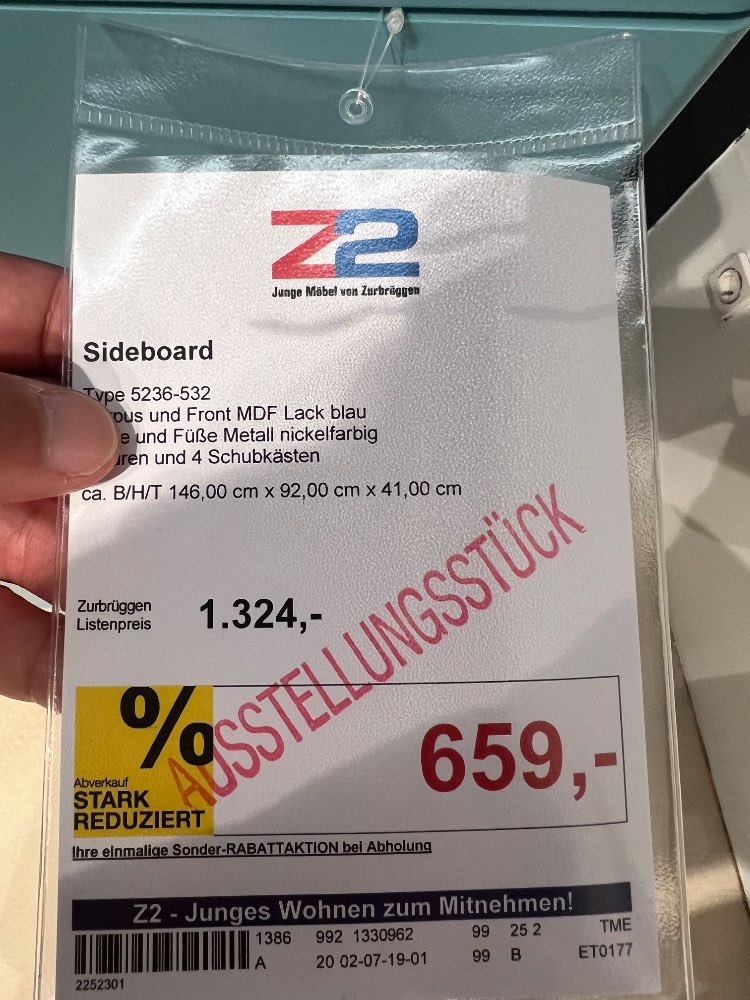 Z2
Junge Möbel von Zurbrüggen
Sideboard
Type 5236-532
und Front MDF Lack blau
und Füße Metall nickelfarbig
und 4 Schubkästen
ca. B/H/T 146,00 cm x 92,00 cm x 41,00 cm
AUSSTELLUNGSSTÜCK
Zurbrüggen
Listenpreis
1.324,-
%
Abverkauf
STARK
REDUZIERT
659,-
Ihre einmalige Sonder-RABATTAKTION bei Abholung
Z2 - Junges Wohnen zum Mitnehmen!
1386 992 1330962 99 25 2 TME
A 20 02-07-19-01 99 B ET0177
2252301